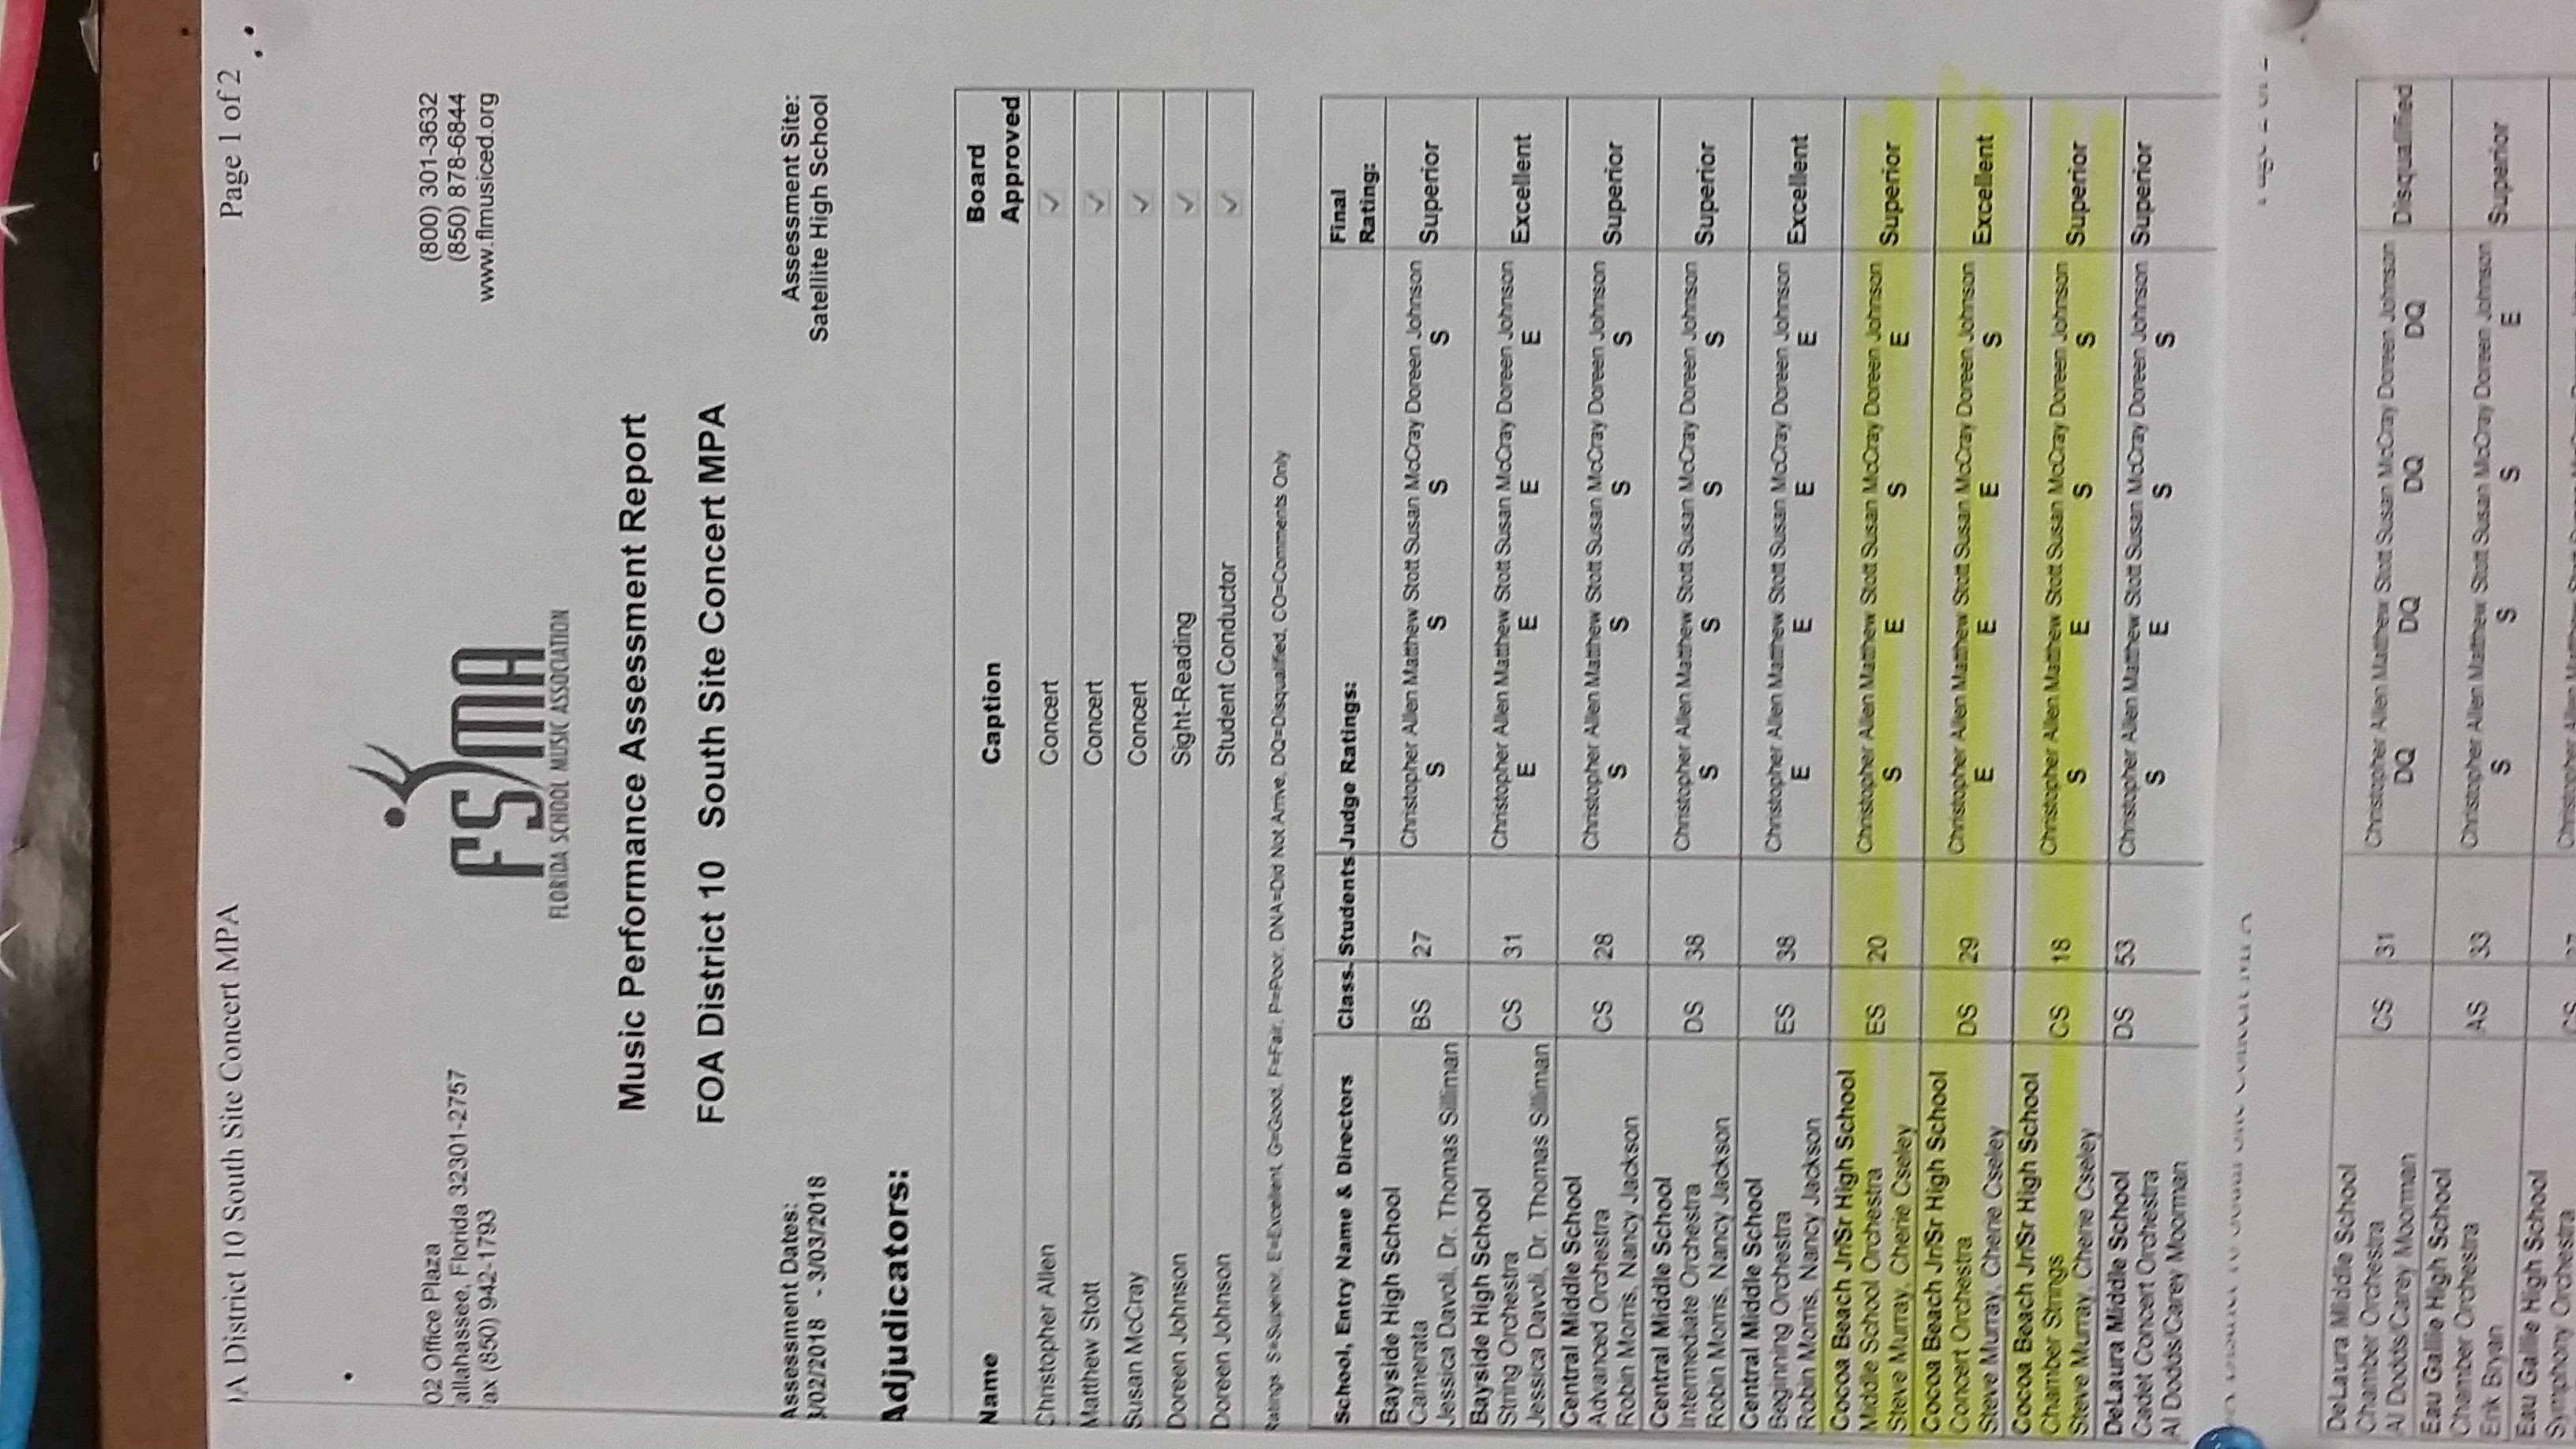 A District 10 South Site Concert MPA
Page 1 of 2
02 Office Plaza
allahassee, Florida 32301-2757
ax (850) 942-1793
FSMA
FLORIDA SCHOOL MUSIC ASSOCIATION
(800) 301-3632
(850) 878-6844
www.flmusiced.org
Music Performance Assessment Report
FOA District 10 South Site Concert MPA
Assessment Dates:
3/02/2018 - 3/03/2018
Assessment Site:
Satellite High School
Adjudicators:
Name Caption Board Approved
Christopher Allen Concert ✓
Matthew Stott Concert ✓
Susan McCray Concert ✓
Doreen Johnson Sight-Reading ✓
Doreen Johnson Student Conductor ✓
Ratings: S=Superior, E=Excellent, G=Good, F=Fair, P=Poor, DNA=Did Not Arrive, DQ=Disqualified, CO=Comments Only
School, Entry Name & Directors Class. Students Judge Ratings: Final Rating:
Bayside High School
Camerata
Jessica Davoli, Dr. Thomas Silliman
BS 27
Christopher Allen Matthew Stott Susan McCray Doreen Johnson
S S S S
Superior
Bayside High School
String Orchestra
Jessica Davoli, Dr. Thomas Silliman
CS 31
Christopher Allen Matthew Stott Susan McCray Doreen Johnson
E E E E
Excellent
Central Middle School
Advanced Orchestra
Robin Morris, Nancy Jackson
CS 28
Christopher Allen Matthew Stott Susan McCray Doreen Johnson
S S S S
Superior
Central Middle School
Intermediate Orchestra
Robin Morris, Nancy Jackson
DS 38
Christopher Allen Matthew Stott Susan McCray Doreen Johnson
S S S S
Superior
Central Middle School
Beginning Orchestra
Robin Morris, Nancy Jackson
ES 38
Christopher Allen Matthew Stott Susan McCray Doreen Johnson
E E E E
Excellent
Cocoa Beach Jr/Sr High School
Middle School Orchestra
Steve Murray, Cherie Cseley
ES 20
Christopher Allen Matthew Stott Susan McCray Doreen Johnson
S E S E
Superior
Cocoa Beach Jr/Sr High School
Concert Orchestra
Steve Murray, Cherie Cseley
DS 29
Christopher Allen Matthew Stott Susan McCray Doreen Johnson
E E E S
Excellent
Cocoa Beach Jr/Sr High School
Chamber Strings
Steve Murray, Cherie Cseley
CS 18
Christopher Allen Matthew Stott Susan McCray Doreen Johnson
S E S S
Superior
DeLaura Middle School
Cadet Concert Orchestra
Al Dodds/Carey Moorman
DS 53
Christopher Allen Matthew Stott Susan McCray Doreen Johnson
S E S S
Superior
District 10 South Site Concert MPA
Page 2 of 2
DeLaura Middle School
Chamber Orchestra
Al Dodds/Carey Moorman
CS 31
Christopher Allen Matthew Stott Susan McCray Doreen Johnson
DQ DQ DQ DQ
Disqualified
Eau Gallie High School
Chamber Orchestra
Erik Bryan
AS 33
Christopher Allen Matthew Stott Susan McCray Doreen Johnson
S S S E
Superior
Eau Gallie High School
Symphony Orchestra
CS
Christopher Allen Matthew Stott Susan McCray Doreen Johnson